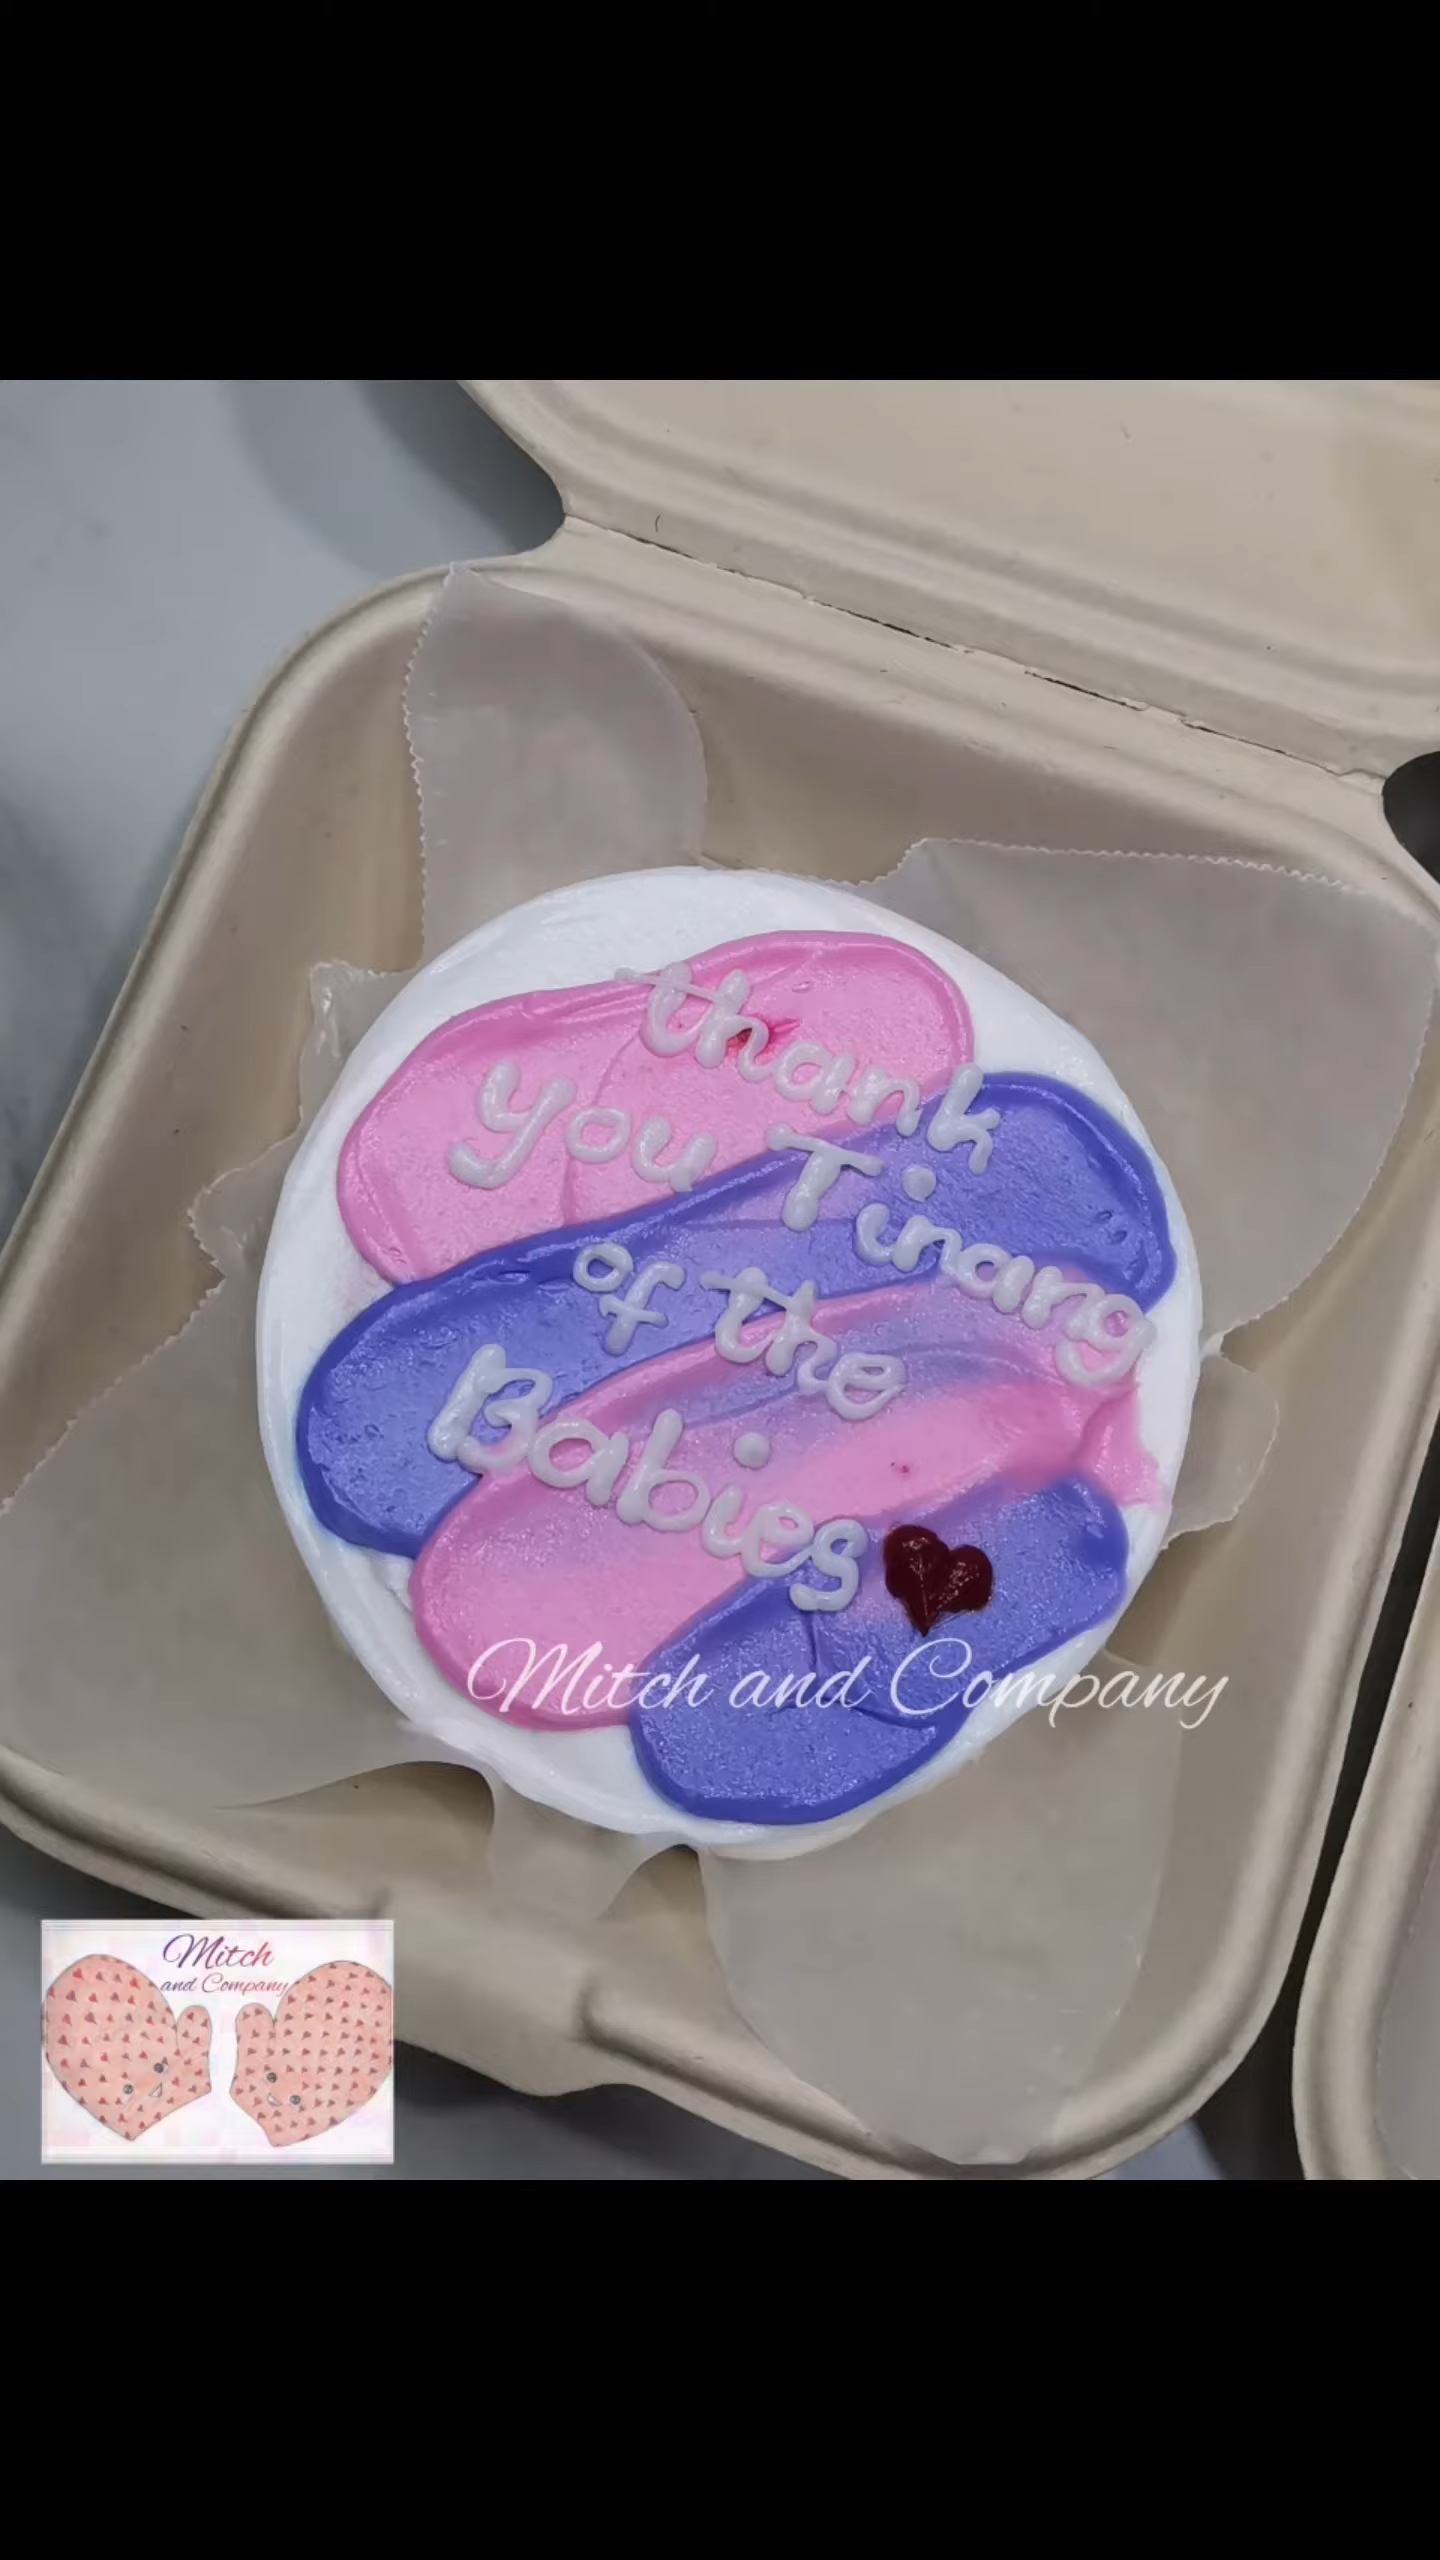 thank
you Tinang
of the
Babies
Mitch and Company
Mitch
and Company